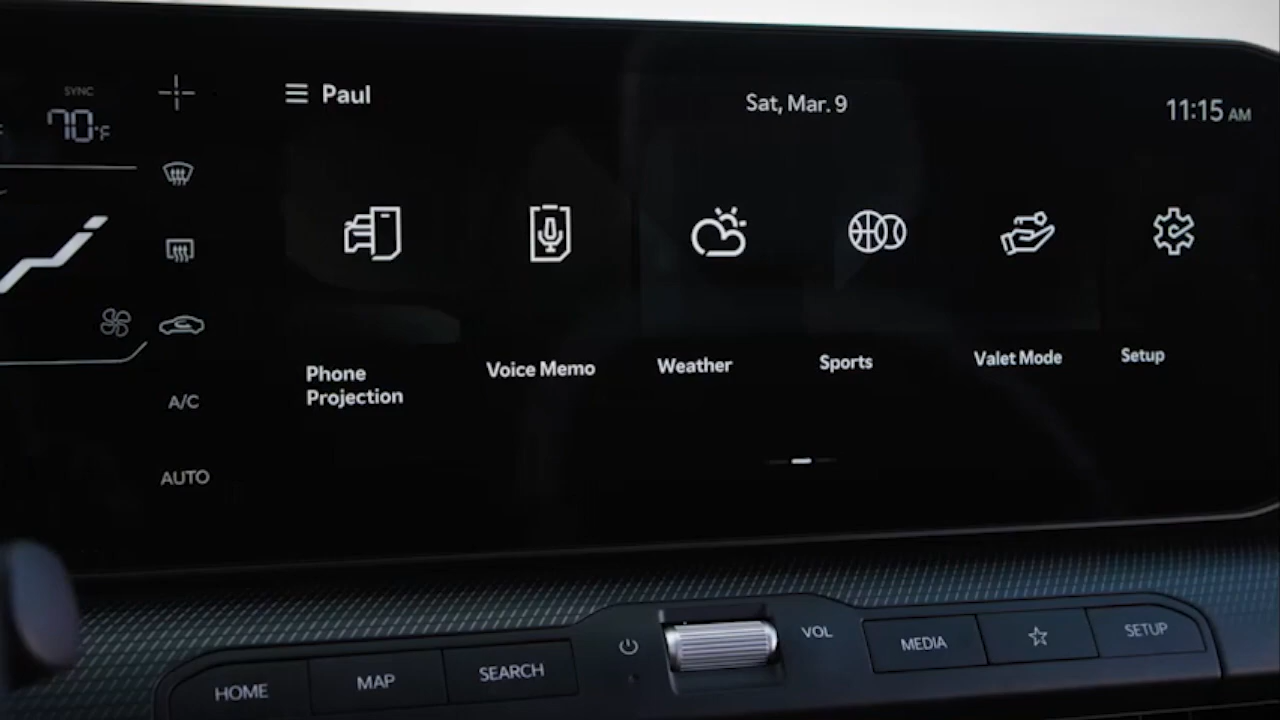 SYNC
70°F
Paul
Sat, Mar. 9
11:15 AM
Phone
Projection
Voice Memo
Weather
Sports
Valet Mode
Setup
A/C
AUTO
HOME
MAP
SEARCH
VOL
MEDIA
SETUP